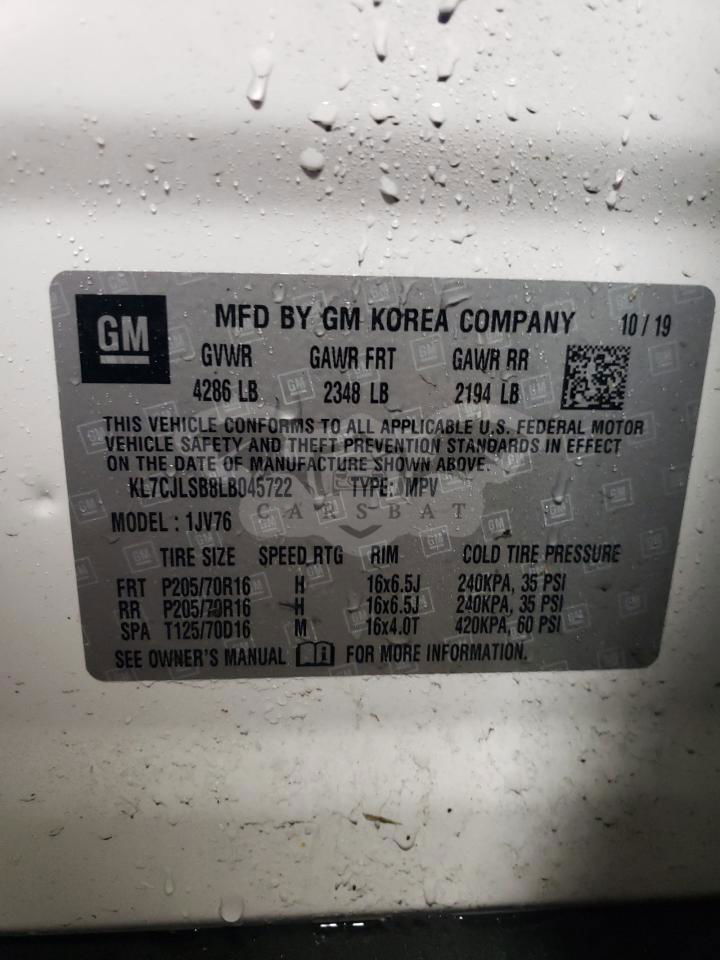 GM MFD BY GM KOREA COMPANY 10 / 19
GVWR GAWR FRT GAWR RR
4286 LB 2348 LB 2194 LB
THIS VEHICLE CONFORMS TO ALL APPLICABLE U.S. FEDERAL MOTOR
VEHICLE SAFETY AND THEFT PREVENTION STANDARDS IN EFFECT
ON THE DATE OF MANUFACTURE SHOWN ABOVE.
KL7CJLSB8LB045722 TYPE: MPV
CARSBAT
MODEL : 1JV76
TIRE SIZE SPEED RTG RIM COLD TIRE PRESSURE
FRT P205/70R16 H 16x6.5J 240KPA, 35 PSI
RR P205/70R16 H 16x6.5J 240KPA, 35 PSI
SPA T125/70D16 M 16x4.0T 420KPA, 60 PSI
SEE OWNER'S MANUAL FOR MORE INFORMATION.